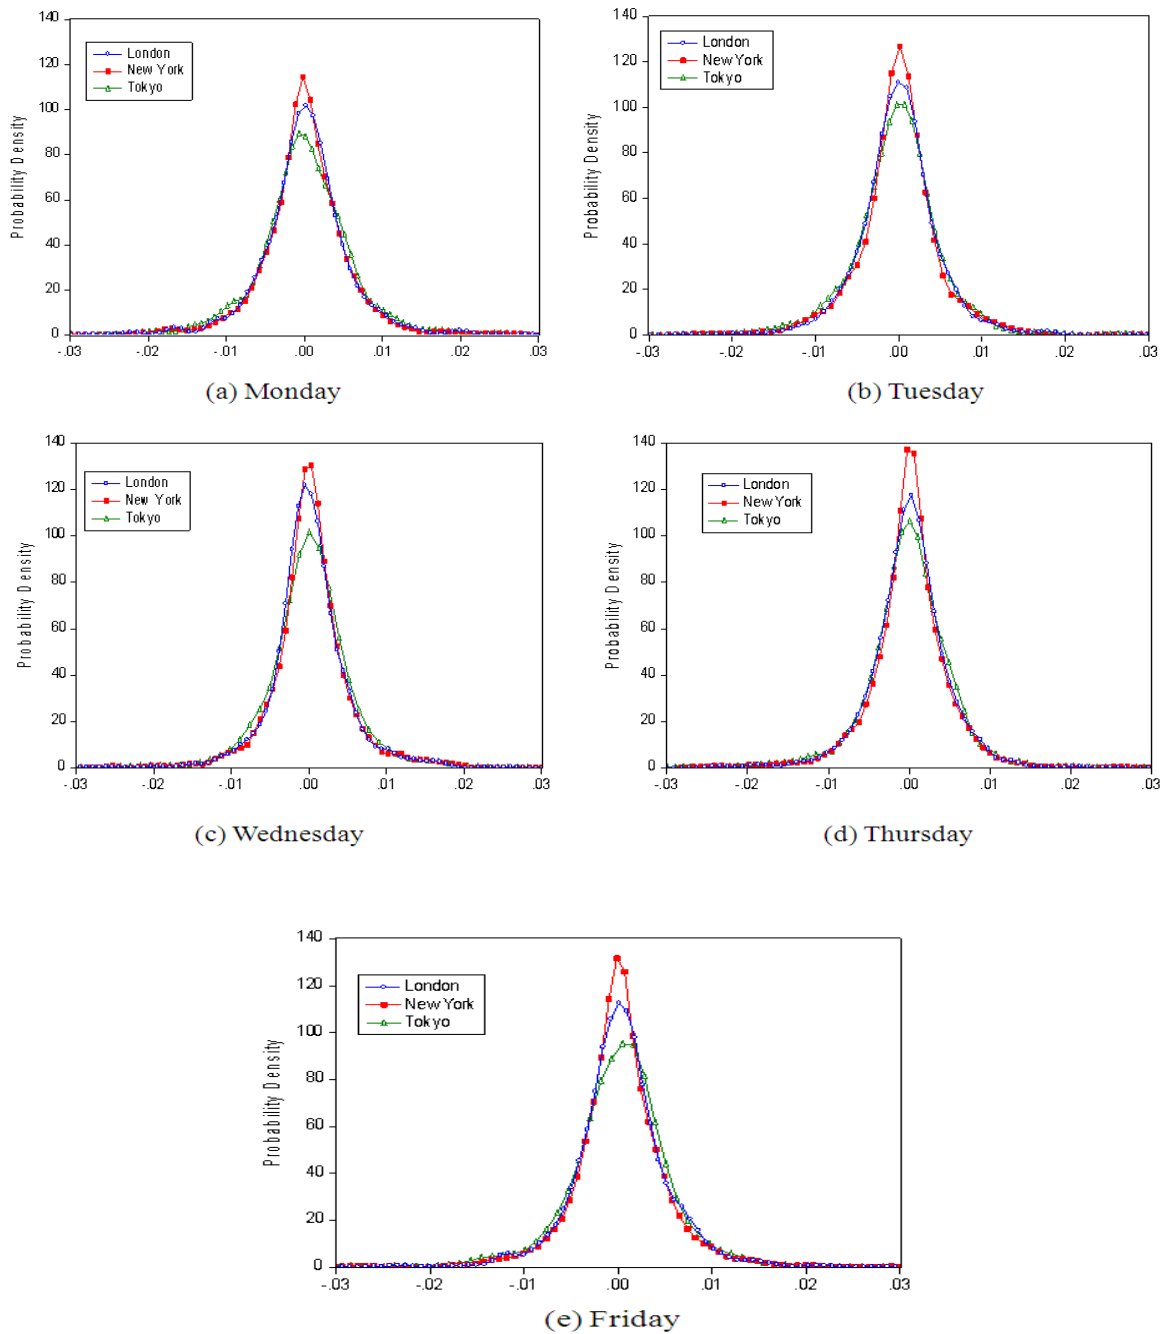 140
120
100
80
60
40
20
0
Probability Density
London
New York
Tokyo
-.03 -.02 -.01 .00 .01 .02 .03
(a) Monday
140
120
100
80
60
40
20
0
Probability Density
London
New York
Tokyo
-.03 -.02 -.01 .00 .01 .02 .03
(b) Tuesday
140
120
100
80
60
40
20
0
Probability Density
London
New York
Tokyo
-.03 -.02 -.01 .00 .01 .02 .03
(c) Wednesday
140
120
100
80
60
40
20
0
Probability Density
London
New York
Tokyo
-.03 -.02 -.01 .00 .01 .02 .03
(d) Thursday
140
120
100
80
60
40
20
0
Probability Density
London
New York
Tokyo
-.03 -.02 -.01 .00 .01 .02 .03
(e) Friday